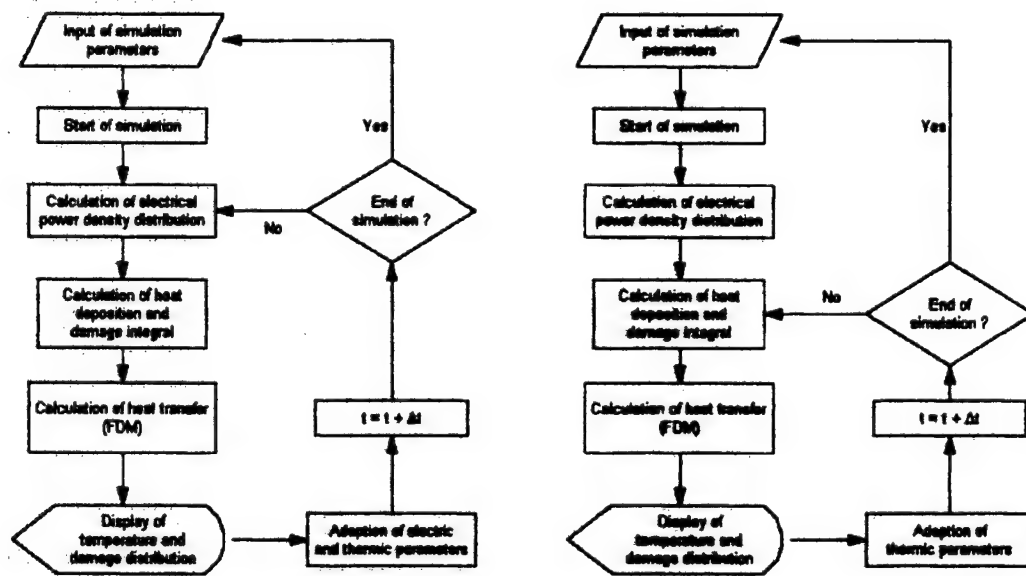 Input of simulation
parameters
Start of simulation
Calculation of electrical
power density distribution
Calculation of heat
deposition and
damage integral
Calculation of heat transfer
(FDM)
Display of
temperature and
damage distribution
Adaption of electric
and thermic parameters
t = t + Δt
End of
simulation ?
Yes
No
Input of simulation
parameters
Start of simulation
Calculation of electrical
power density distribution
Calculation of heat
deposition and
damage integral
Calculation of heat transfer
(FDM)
Display of
temperature and
damage distribution
Adaption of
thermic parameters
t = t + Δt
End of
simulation ?
Yes
No